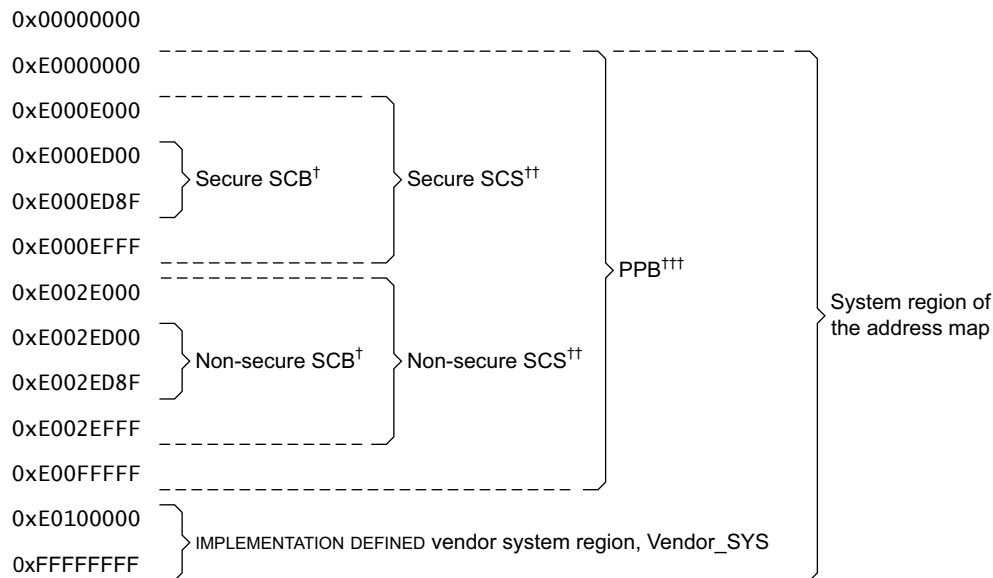 0x00000000
0xE0000000
0xE000E000
0xE000ED00
Secure SCB† Secure SCS††
0xE000ED8F
0xE000EFFF
PPB†††
0xE002E000
System region of
the address map
0xE002ED00
Non-secure SCB† Non-secure SCS††
0xE002ED8F
0xE002EFFF
0xE00FFFFF
0xE0100000
IMPLEMENTATION DEFINED vendor system region, Vendor_SYS
0xFFFFFFFF